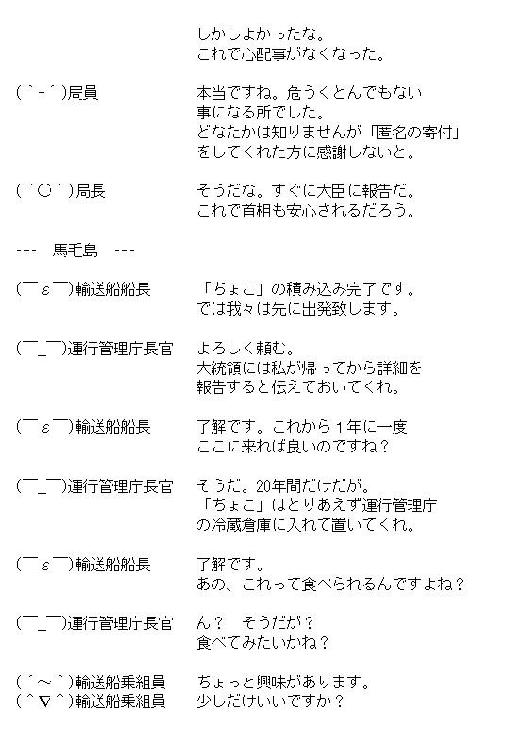 しかしよかったな。
これで心配事がなくなった。
(｀-´)局員 本当ですね。危うくとんでもない
事になる所でした。
どなたかは知りませんが「匿名の寄付」
をしてくれた方に感謝しないと。
(｀○´)局長 そうだな。すぐに大臣に報告だ。
これで首相も安心されるだろう。
--- 馬毛島 ---
(￣ε￣)輸送船船長 「ぢょこ」の積み込み完了です。
では我々は先に出発致します。
(￣_￣)運行管理庁長官 よろしく頼む。
大統領には私が帰ってから詳細を
報告すると伝えておいてくれ。
(￣ε￣)輸送船船長 了解です。これから１年に一度
ここに来れば良いのですね？
(￣_￣)運行管理庁長官 そうだ。20年間だけだが。
「ぢょこ」はとりあえず運行管理庁
の冷蔵倉庫に入れて置いてくれ。
(￣ε￣)輸送船船長 了解です。
あの、これって食べられるんですよね？
(￣_￣)運行管理庁長官 ん？　そうだが？
食べてみたいかね？
(´～｀)輸送船乗組員 ちょっと興味があります。
(＾∇＾)輸送船乗組員 少しだけいいですか？